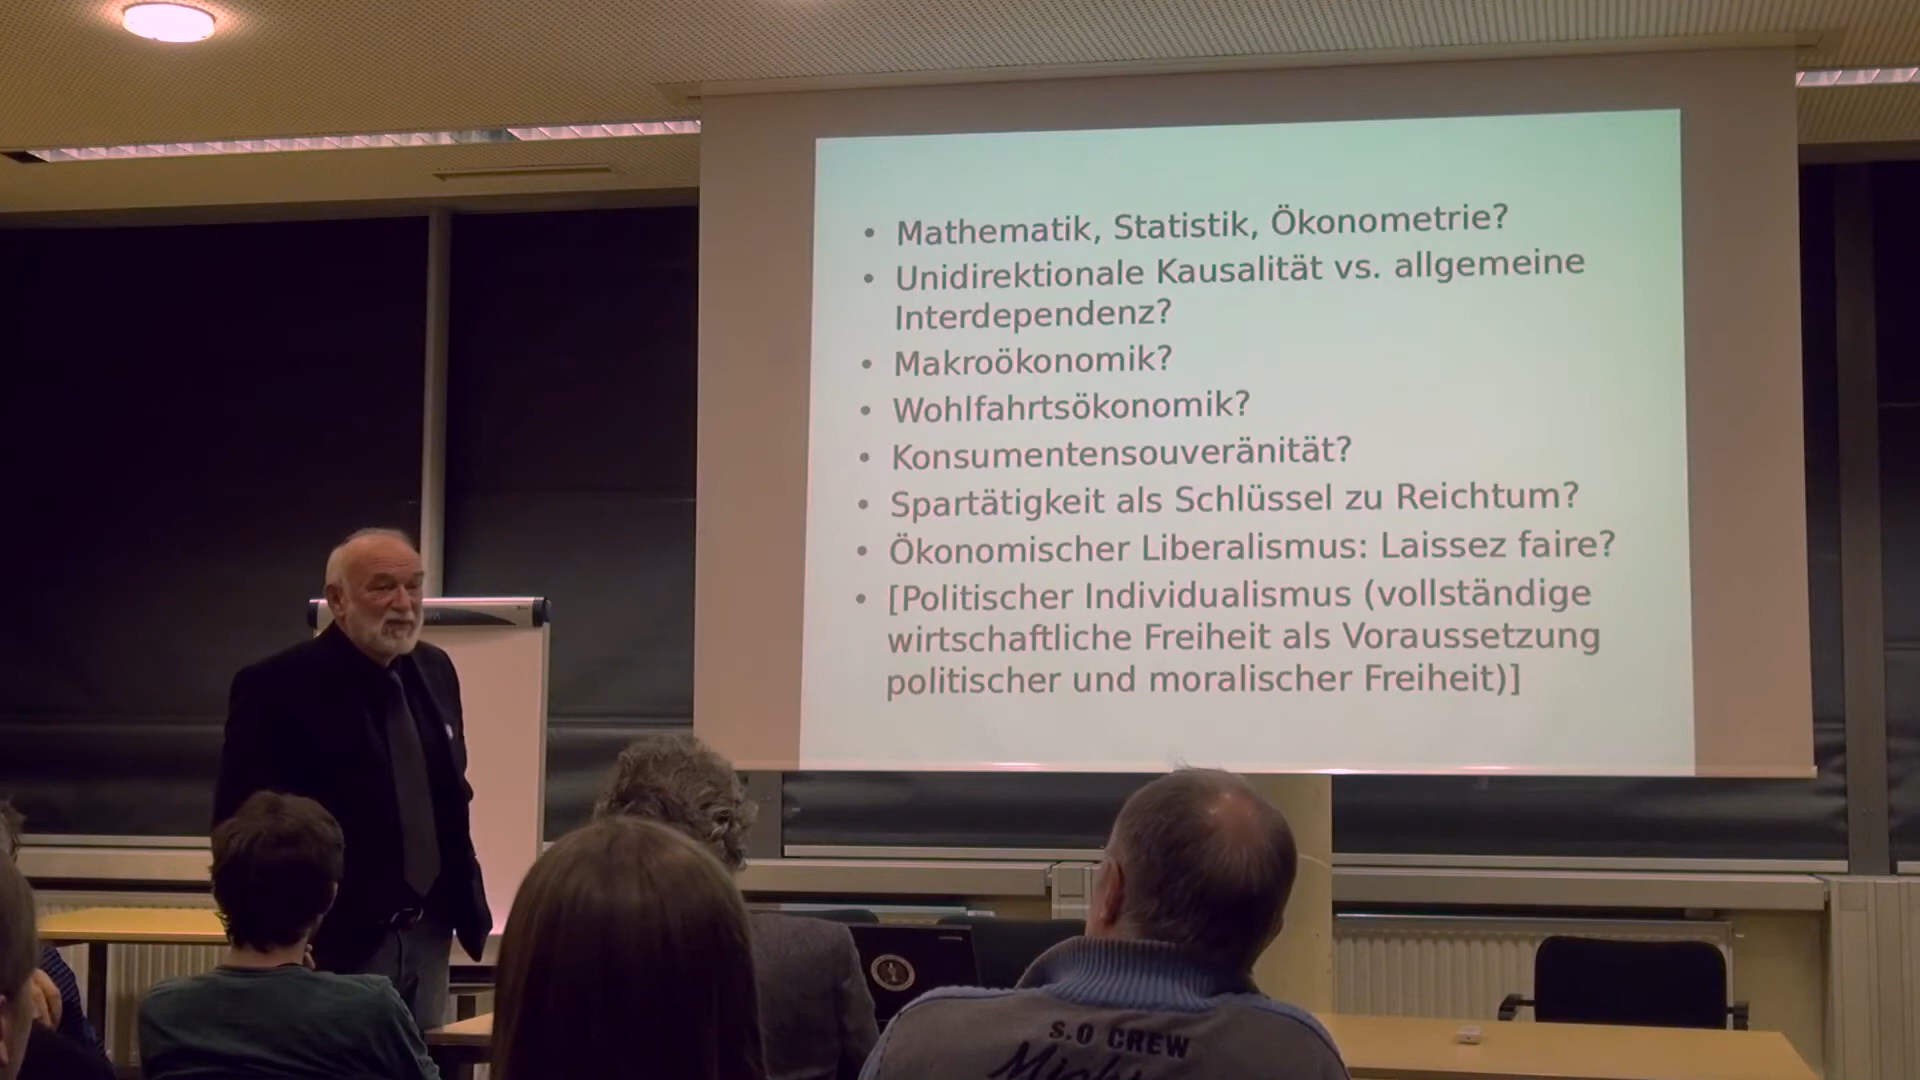 • Mathematik, Statistik, Ökonometrie?
• Unidirektionale Kausalität vs. allgemeine
Interdependenz?
• Makroökonomik?
• Wohlfahrtsökonomik?
• Konsumentensouveränität?
• Spartätigkeit als Schlüssel zu Reichtum?
• Ökonomischer Liberalismus: Laissez faire?
• [Politischer Individualismus (vollständige
wirtschaftliche Freiheit als Voraussetzung
politischer und moralischer Freiheit)]
S.O CREW